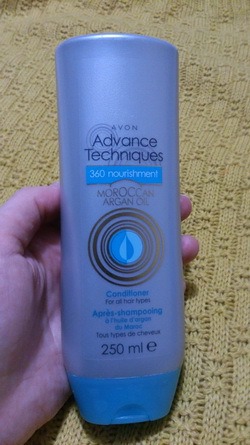 AVON
Advance
Techniques
360 nourishment
MOROCCAN
ARGAN OIL
Conditioner
For all hair types
Après-shampooing
à l'huile d'argan
du Maroc
Tous types de cheveux
250 ml e